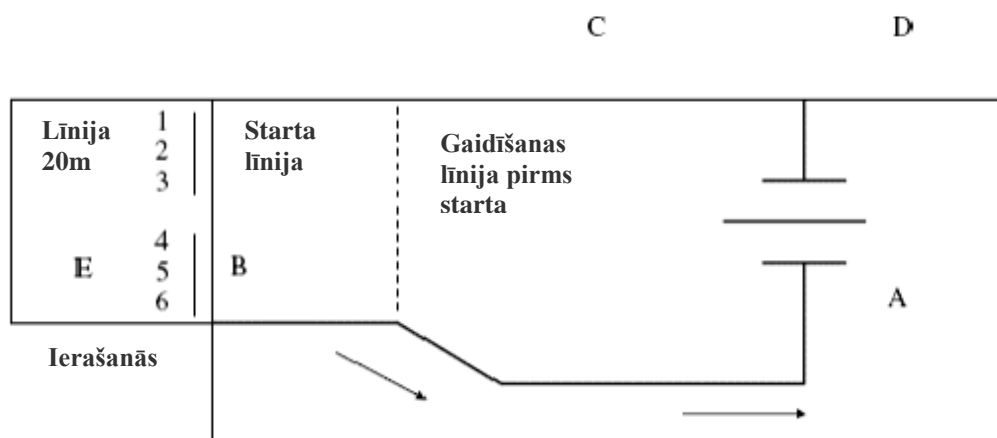 C
D
Līnija
20m
1
2
3
Starta
līnija
Gaidīšanas
līnija pirms
starta
E
4
5
6
B
A
Ierašanās